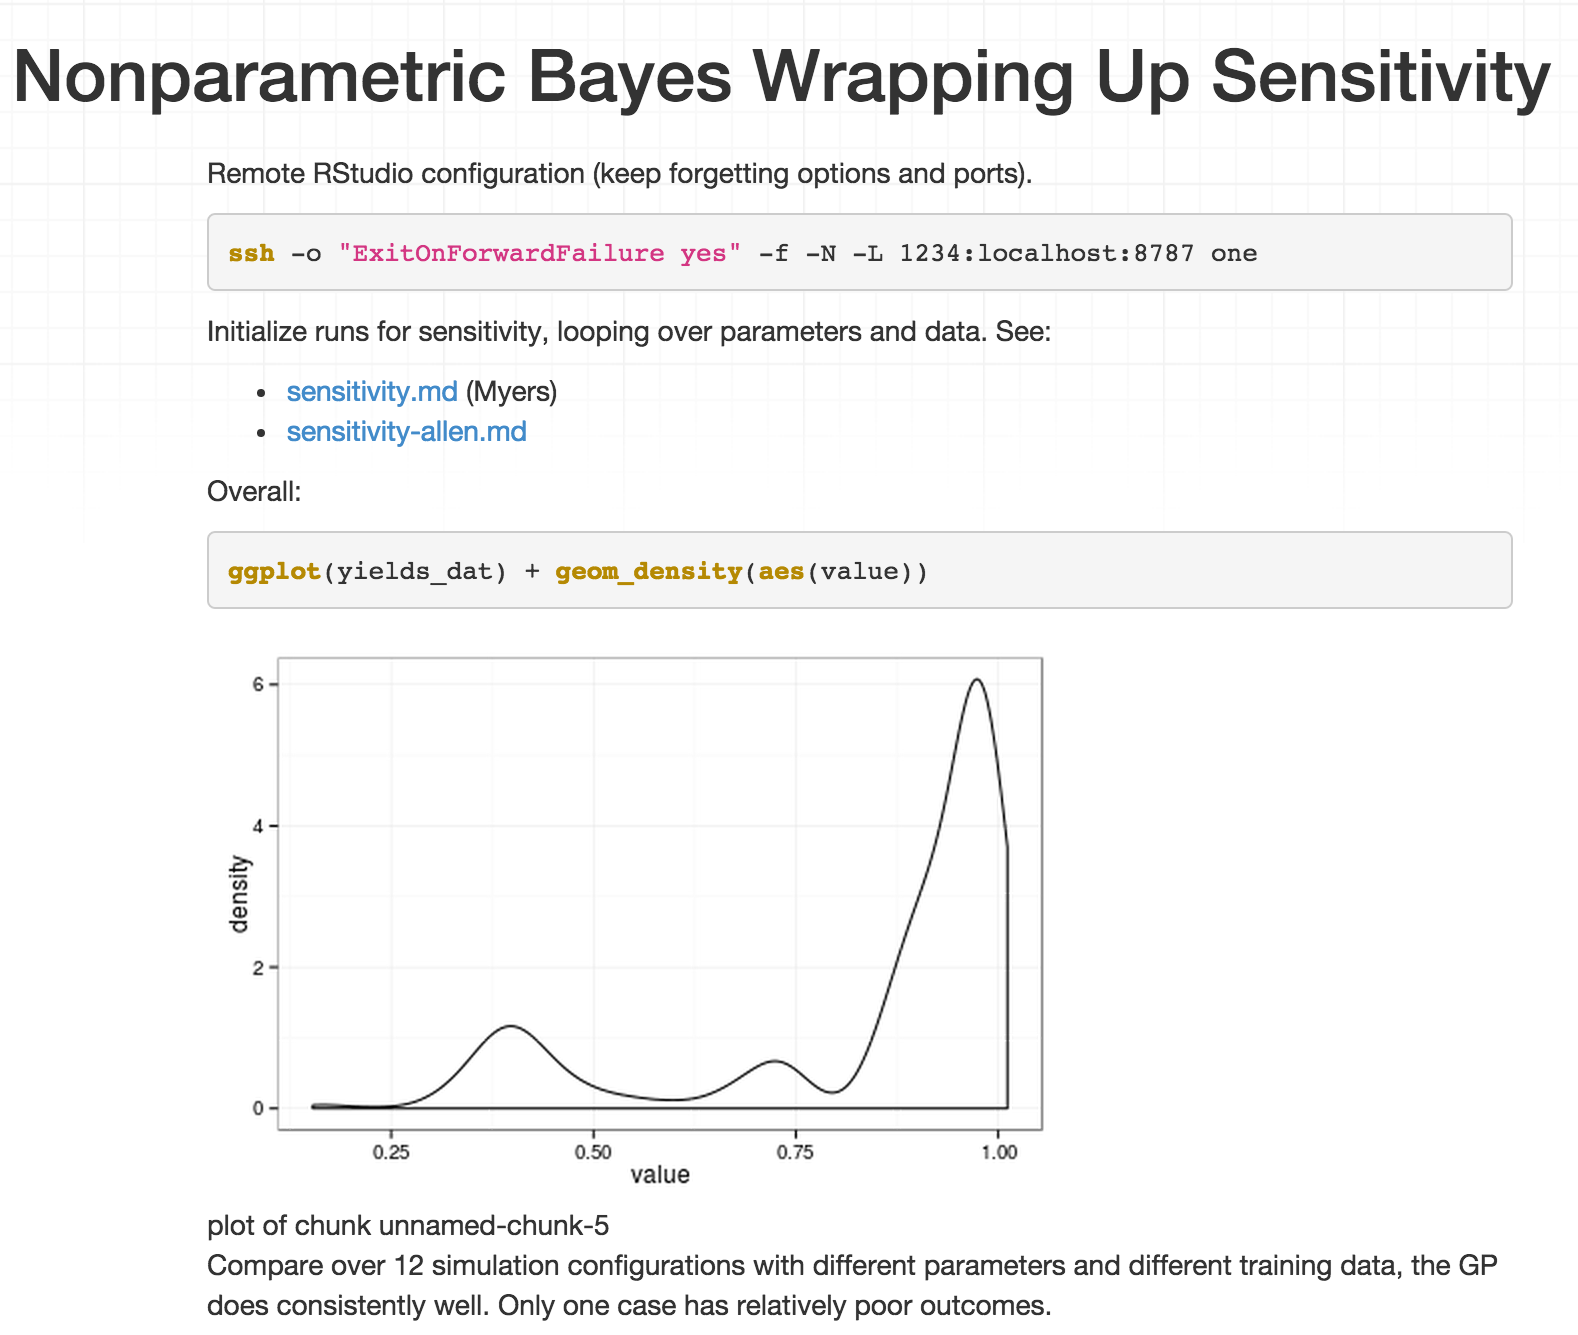 Nonparametric Bayes Wrapping Up Sensitivity
Remote RStudio configuration (keep forgetting options and ports).
ssh -o "ExitOnForwardFailure yes" -f -N -L 1234:localhost:8787 one
Initialize runs for sensitivity, looping over parameters and data. See:
• sensitivity.md (Myers)
• sensitivity-allen.md
Overall:
ggplot(yields_dat) + geom_density(aes(value))
6
4
2
0
density
0.25 0.50 0.75 1.00
value
plot of chunk unnamed-chunk-5
Compare over 12 simulation configurations with different parameters and different training data, the GP
does consistently well. Only one case has relatively poor outcomes.